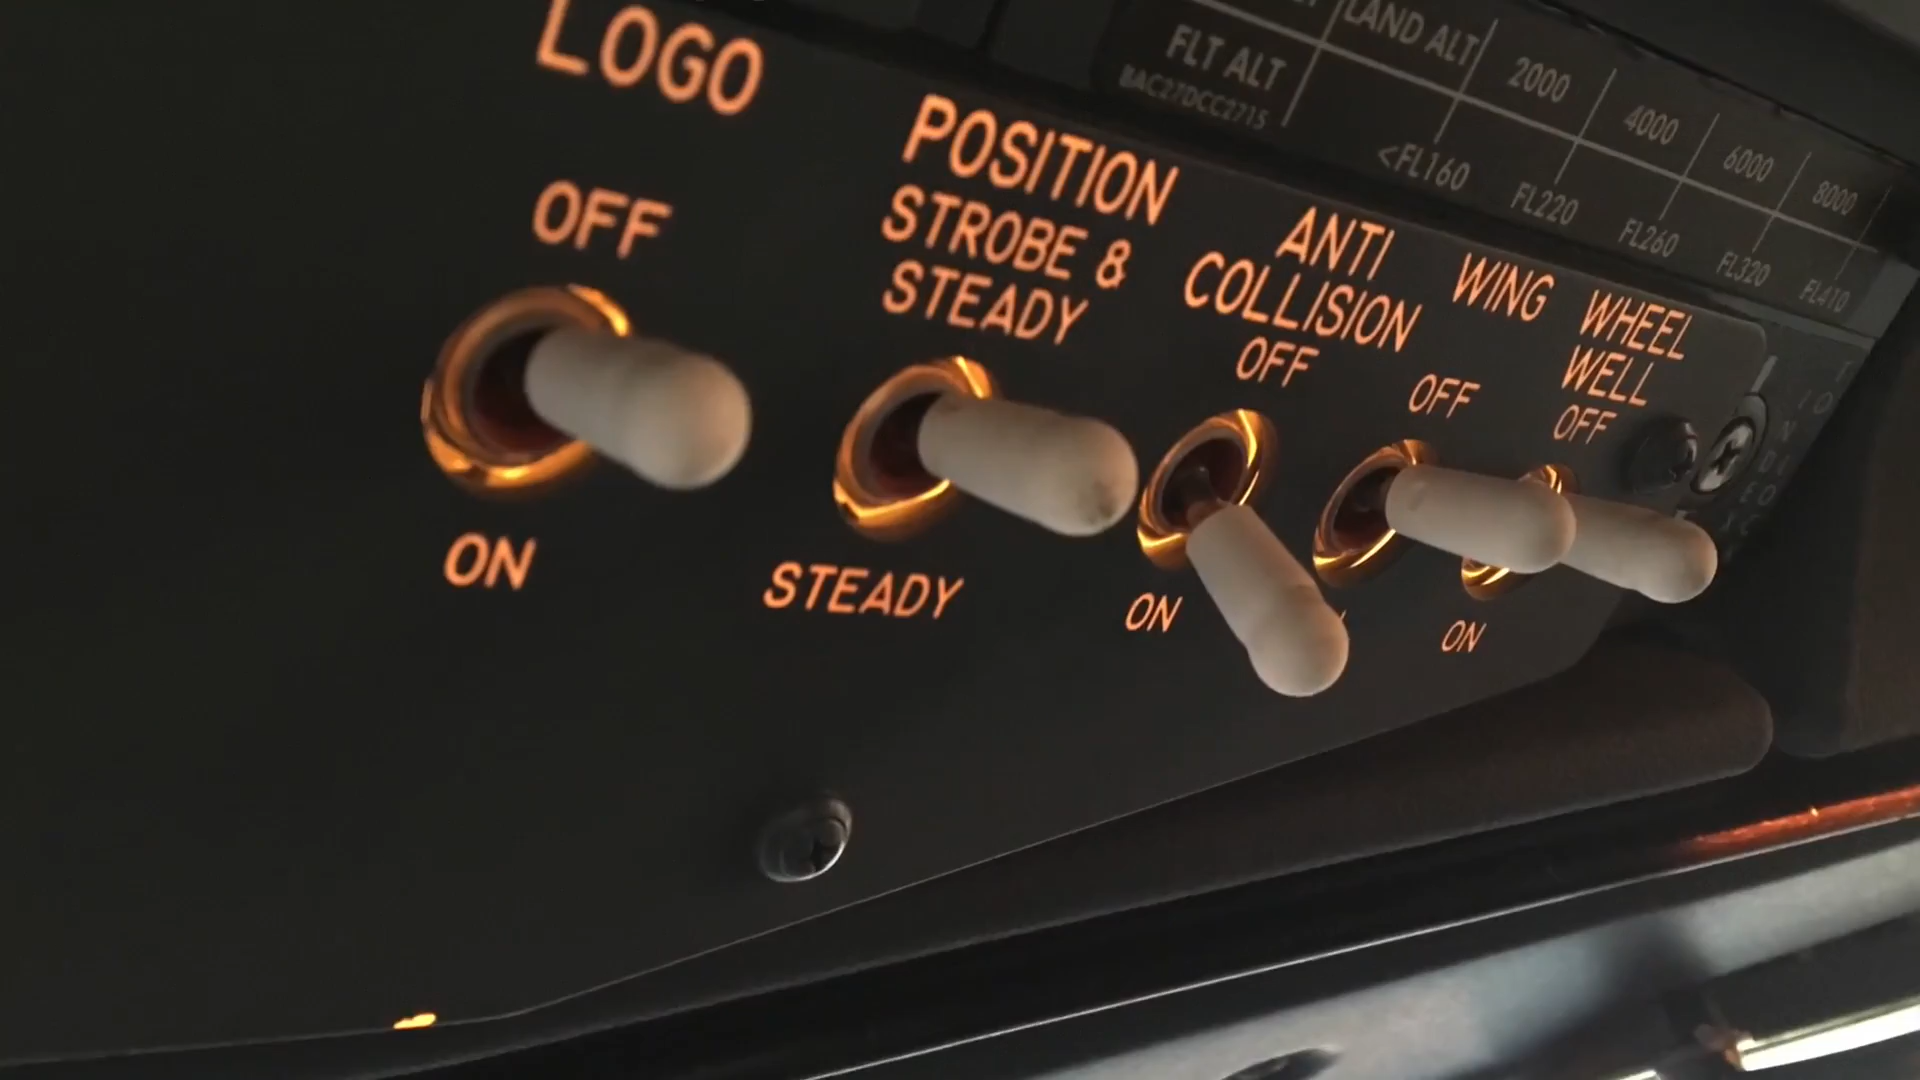 LAND ALT
FLT ALT
2000
4000
6000
8000
BAC27DCC2715
<FL160
FL220
FL260
FL320
FL410
LOGO
OFF
ON
POSITION
STROBE &
STEADY
STEADY
ANTI
COLLISION
OFF
ON
WING
OFF
WHEEL
WELL
OFF
ON